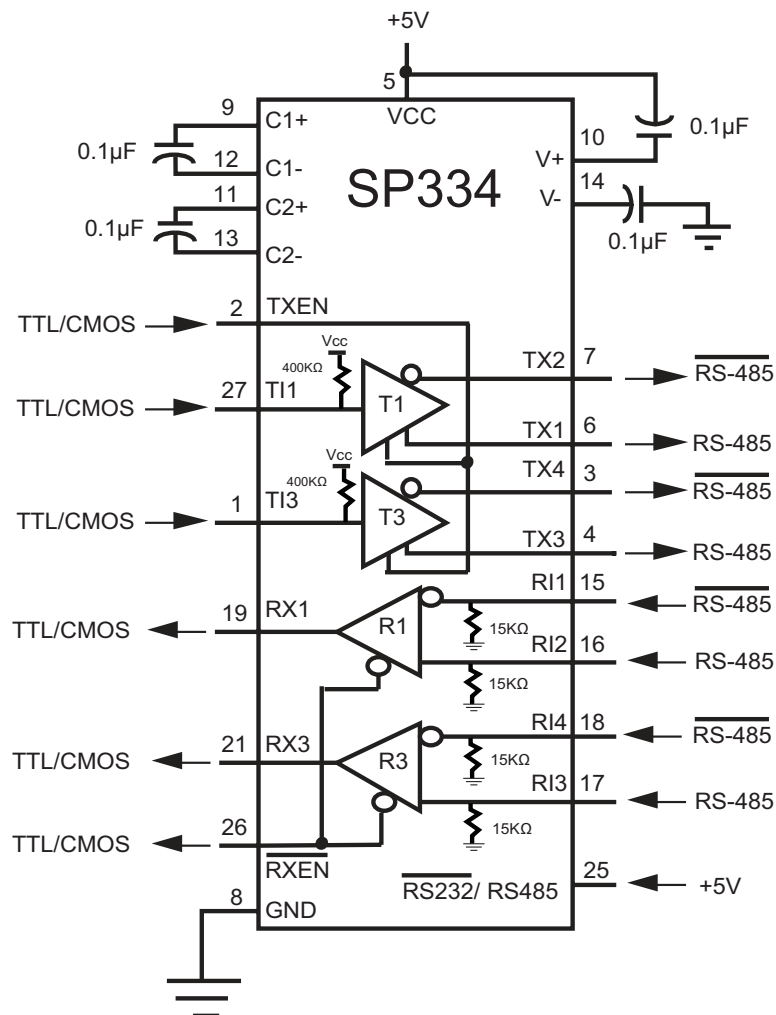 +5V
5
VCC
9
C1+
0.1µF
12
C1-
11
C2+
0.1µF
13
C2-
SP334
10
V+
0.1µF
14
V-
0.1µF
TTL/CMOS
2
TXEN
Vcc
400KΩ
TTL/CMOS
27
TI1
T1
TX2
7
RS-485
TX1
6
RS-485
Vcc
400KΩ
TTL/CMOS
1
TI3
T3
TX4
3
RS-485
TX3
4
RS-485
TTL/CMOS
19
RX1
R1
RI1
15
RS-485
15KΩ
RI2
16
RS-485
15KΩ
TTL/CMOS
21
RX3
R3
RI4
18
RS-485
15KΩ
RI3
17
RS-485
15KΩ
TTL/CMOS
26
RXEN
RS232/ RS485
25
+5V
8
GND